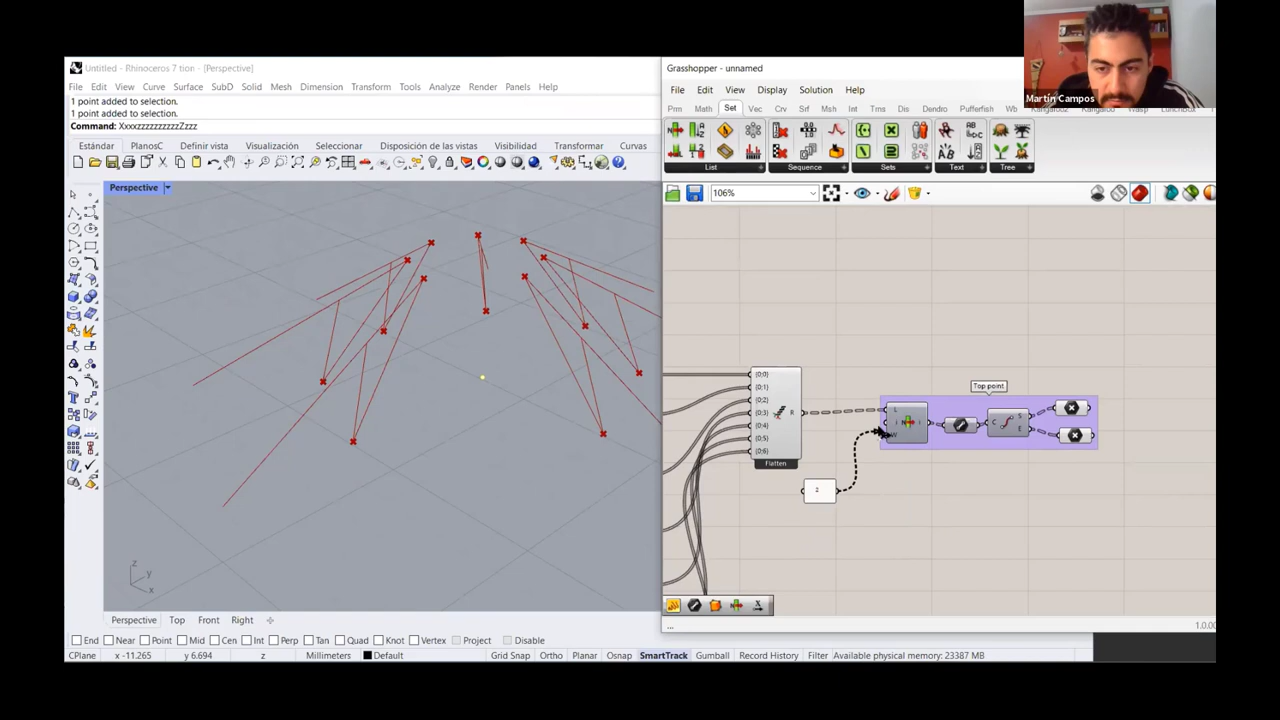 Martín Campos
Untitled - Rhinoceros 7 tion - [Perspective]
File Edit View Curve Surface SubD Solid Mesh Dimension Transform Tools Analyze Render Panels Help
1 point added to selection.
1 point added to selection.
Command: XxxxzzzzzzzzzzZzzz
Estándar PlanosC Definir vista Visualización Seleccionar Disposición de las vistas Visibilidad Transformar Curvas
Perspective
z
y
x
Perspective Top Front Right
End Near Point Mid Cen Int Perp Tan Quad Knot Vertex Project Disable
CPlane x -11.265 y 6.694 z Millimeters Default Grid Snap Ortho Planar Osnap SmartTrack Gumball Record History Filter Available physical memory: 23387 MB
Grasshopper - unnamed
File Edit View Display Solution Help
Prm Math Set Vec Crv Srf Msh Int Trns Dis Dendro Pufferfish Wb
List Sequence Sets Text Tree
106%
Top point
{0;0}
{0;1}
{0;2}
{0;3}
{0;4}
{0;5}
{0;6}
R
Flatten
L
i
W
i
C
S
E
2
...
1.0.00